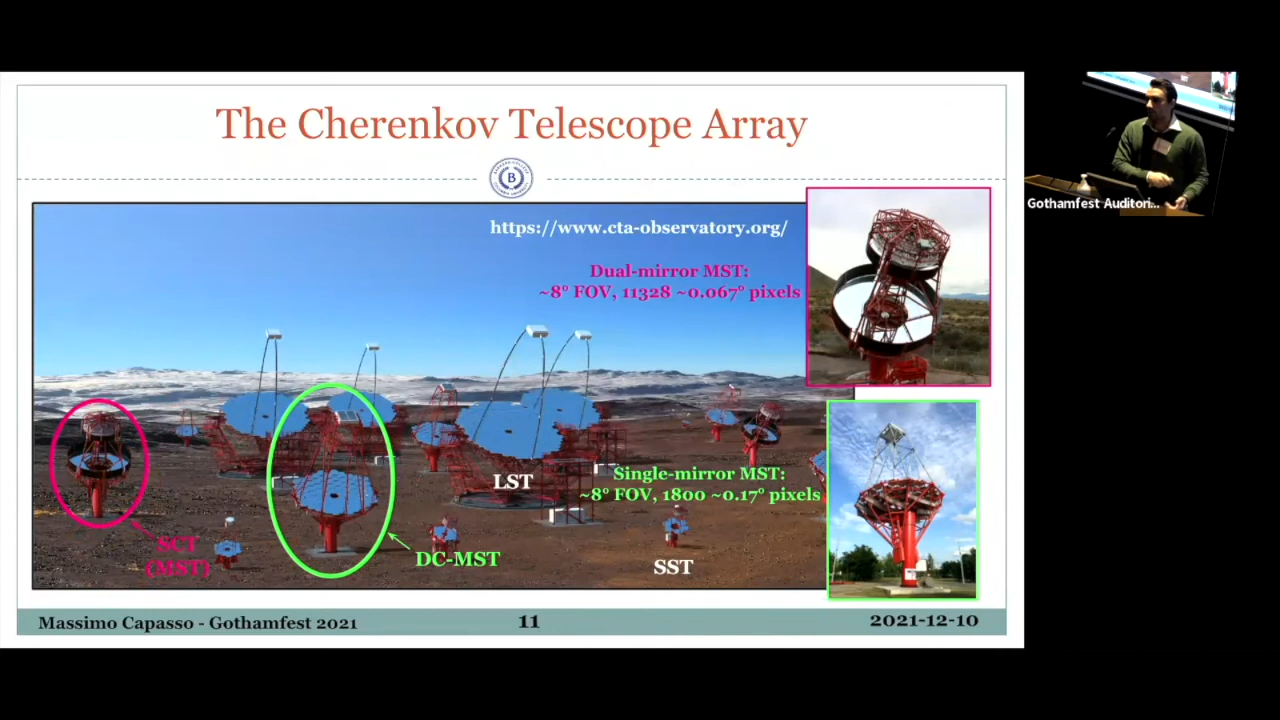 The Cherenkov Telescope Array
B
https://www.cta-observatory.org/
Dual-mirror MST:
~8° FOV, 11328 ~0.067° pixels
Single-mirror MST:
~8° FOV, 1800 ~0.17° pixels
LST
SCT
(MST)
DC-MST
SST
Massimo Capasso - Gothamfest 2021
11
2021-12-10
Gothamfest Auditori...